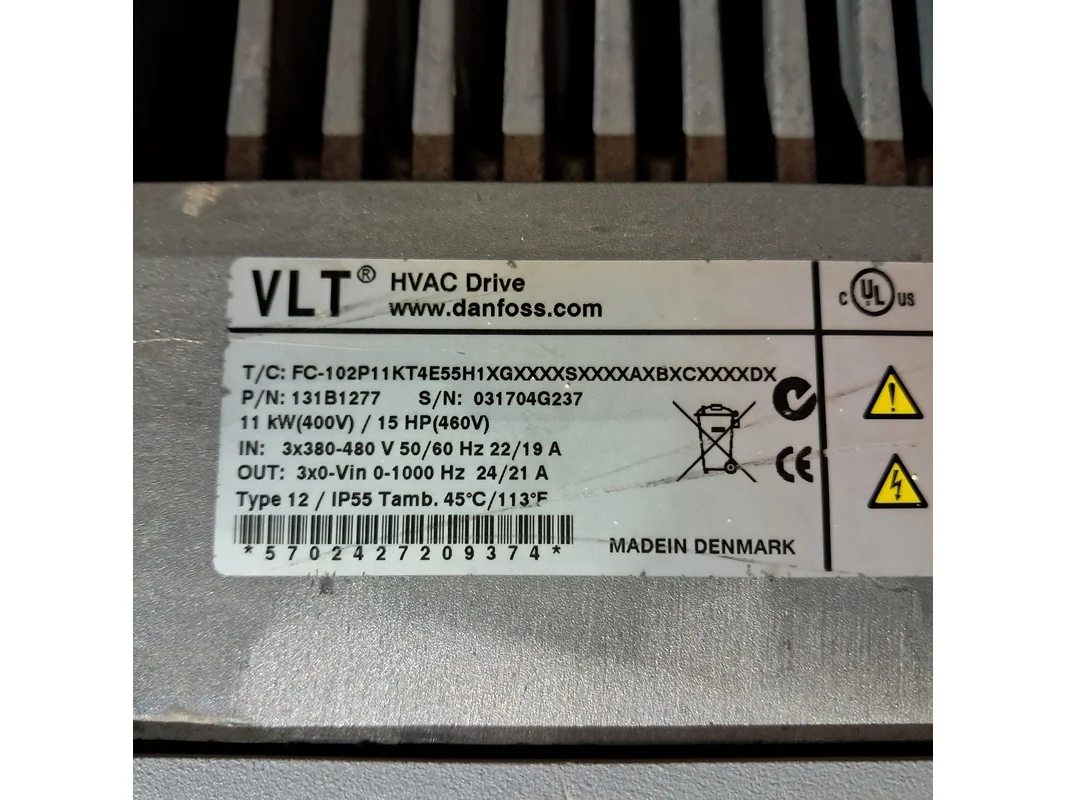 VLT® HVAC Drive
www.danfoss.com
c UL US
T/C: FC-102P11KT4E55H1XGXXXXSXXXXAXBXCXXXXDX
P/N: 131B1277 S/N: 031704G237
11 kW(400V) / 15 HP(460V)
IN: 3x380-480 V 50/60 Hz 22/19 A
OUT: 3x0-Vin 0-1000 Hz 24/21 A
CE
Type 12 / IP55 Tamb. 45°C/113°F
*5702427209374*
MADEIN DENMARK